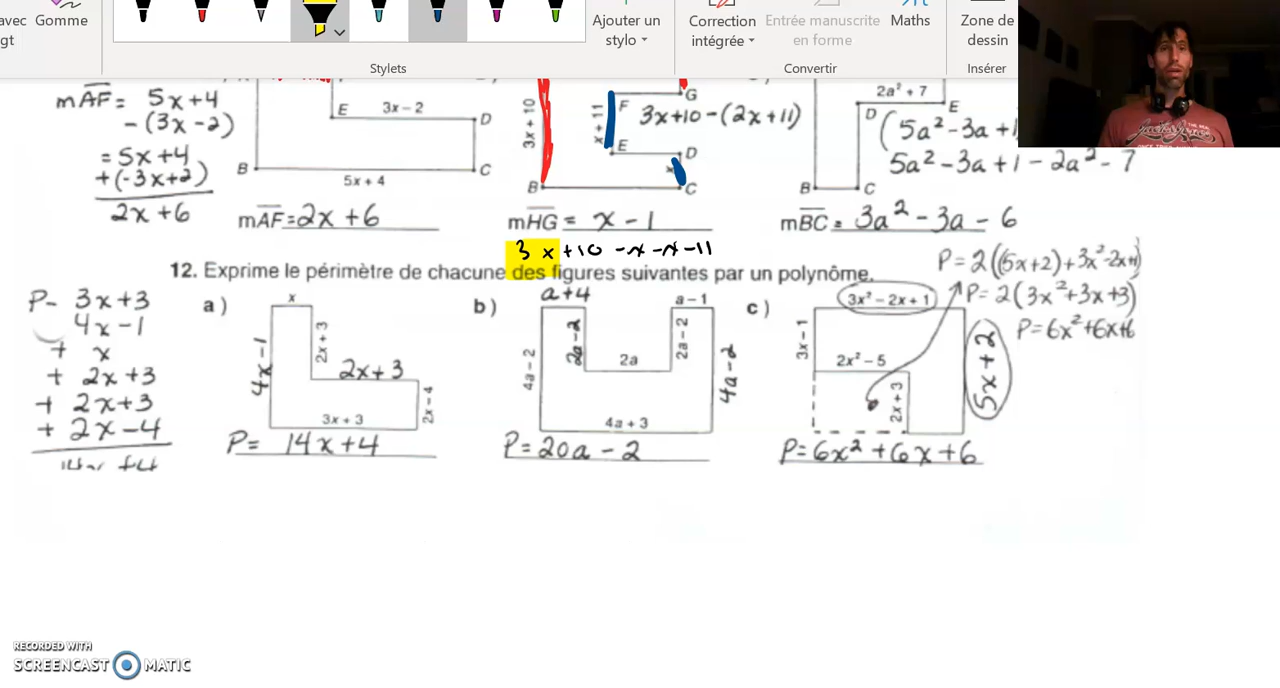 avec
Gomme
gt
Ajouter un
stylo
Correction
intégrée
Entrée manuscrite
en forme
Maths
Zone de
dessin
Stylets
Convertir
Insérer
mAF = 5x+4
- (3x-2)
= 5x+4
+(-3x+2)
2x+6
E 3x - 2 D
B C
5x + 4
mAF = 2x+6
3x + 10
x + 11
F G
3x+10-(2x+11)
E D
x
B C
mHG = x - 1
3x+10 -x-x-11
2a² + 7
D E
(5a²-3a+1
5a²-3a+1-2a²-7
B C
mBC = 3a²-3a-6
12. Exprime le périmètre de chacune des figures suivantes par un polynôme.
P= 3x+3
4x-1
+ x
+ 2x+3
+ 2x+3
+ 2x-4
14x+4
a)
x
4x-1
2x + 3
2x+3
3x + 3
2x - 4
P= 14x+4
b)
a+4
a - 1
4a - 2
2a-2
2a
2a - 2
4a-2
4a + 3
P=20a-2
c)
3x² - 2x + 1
3x - 1
2x² - 5
2x + 3
5x+2
P=2((5x+2)+3x²-2x+1)
P=2(3x²+3x+3)
P=6x²+6x+6
P=6x²+6x+6
RECORDED WITH
SCREENCAST MATIC